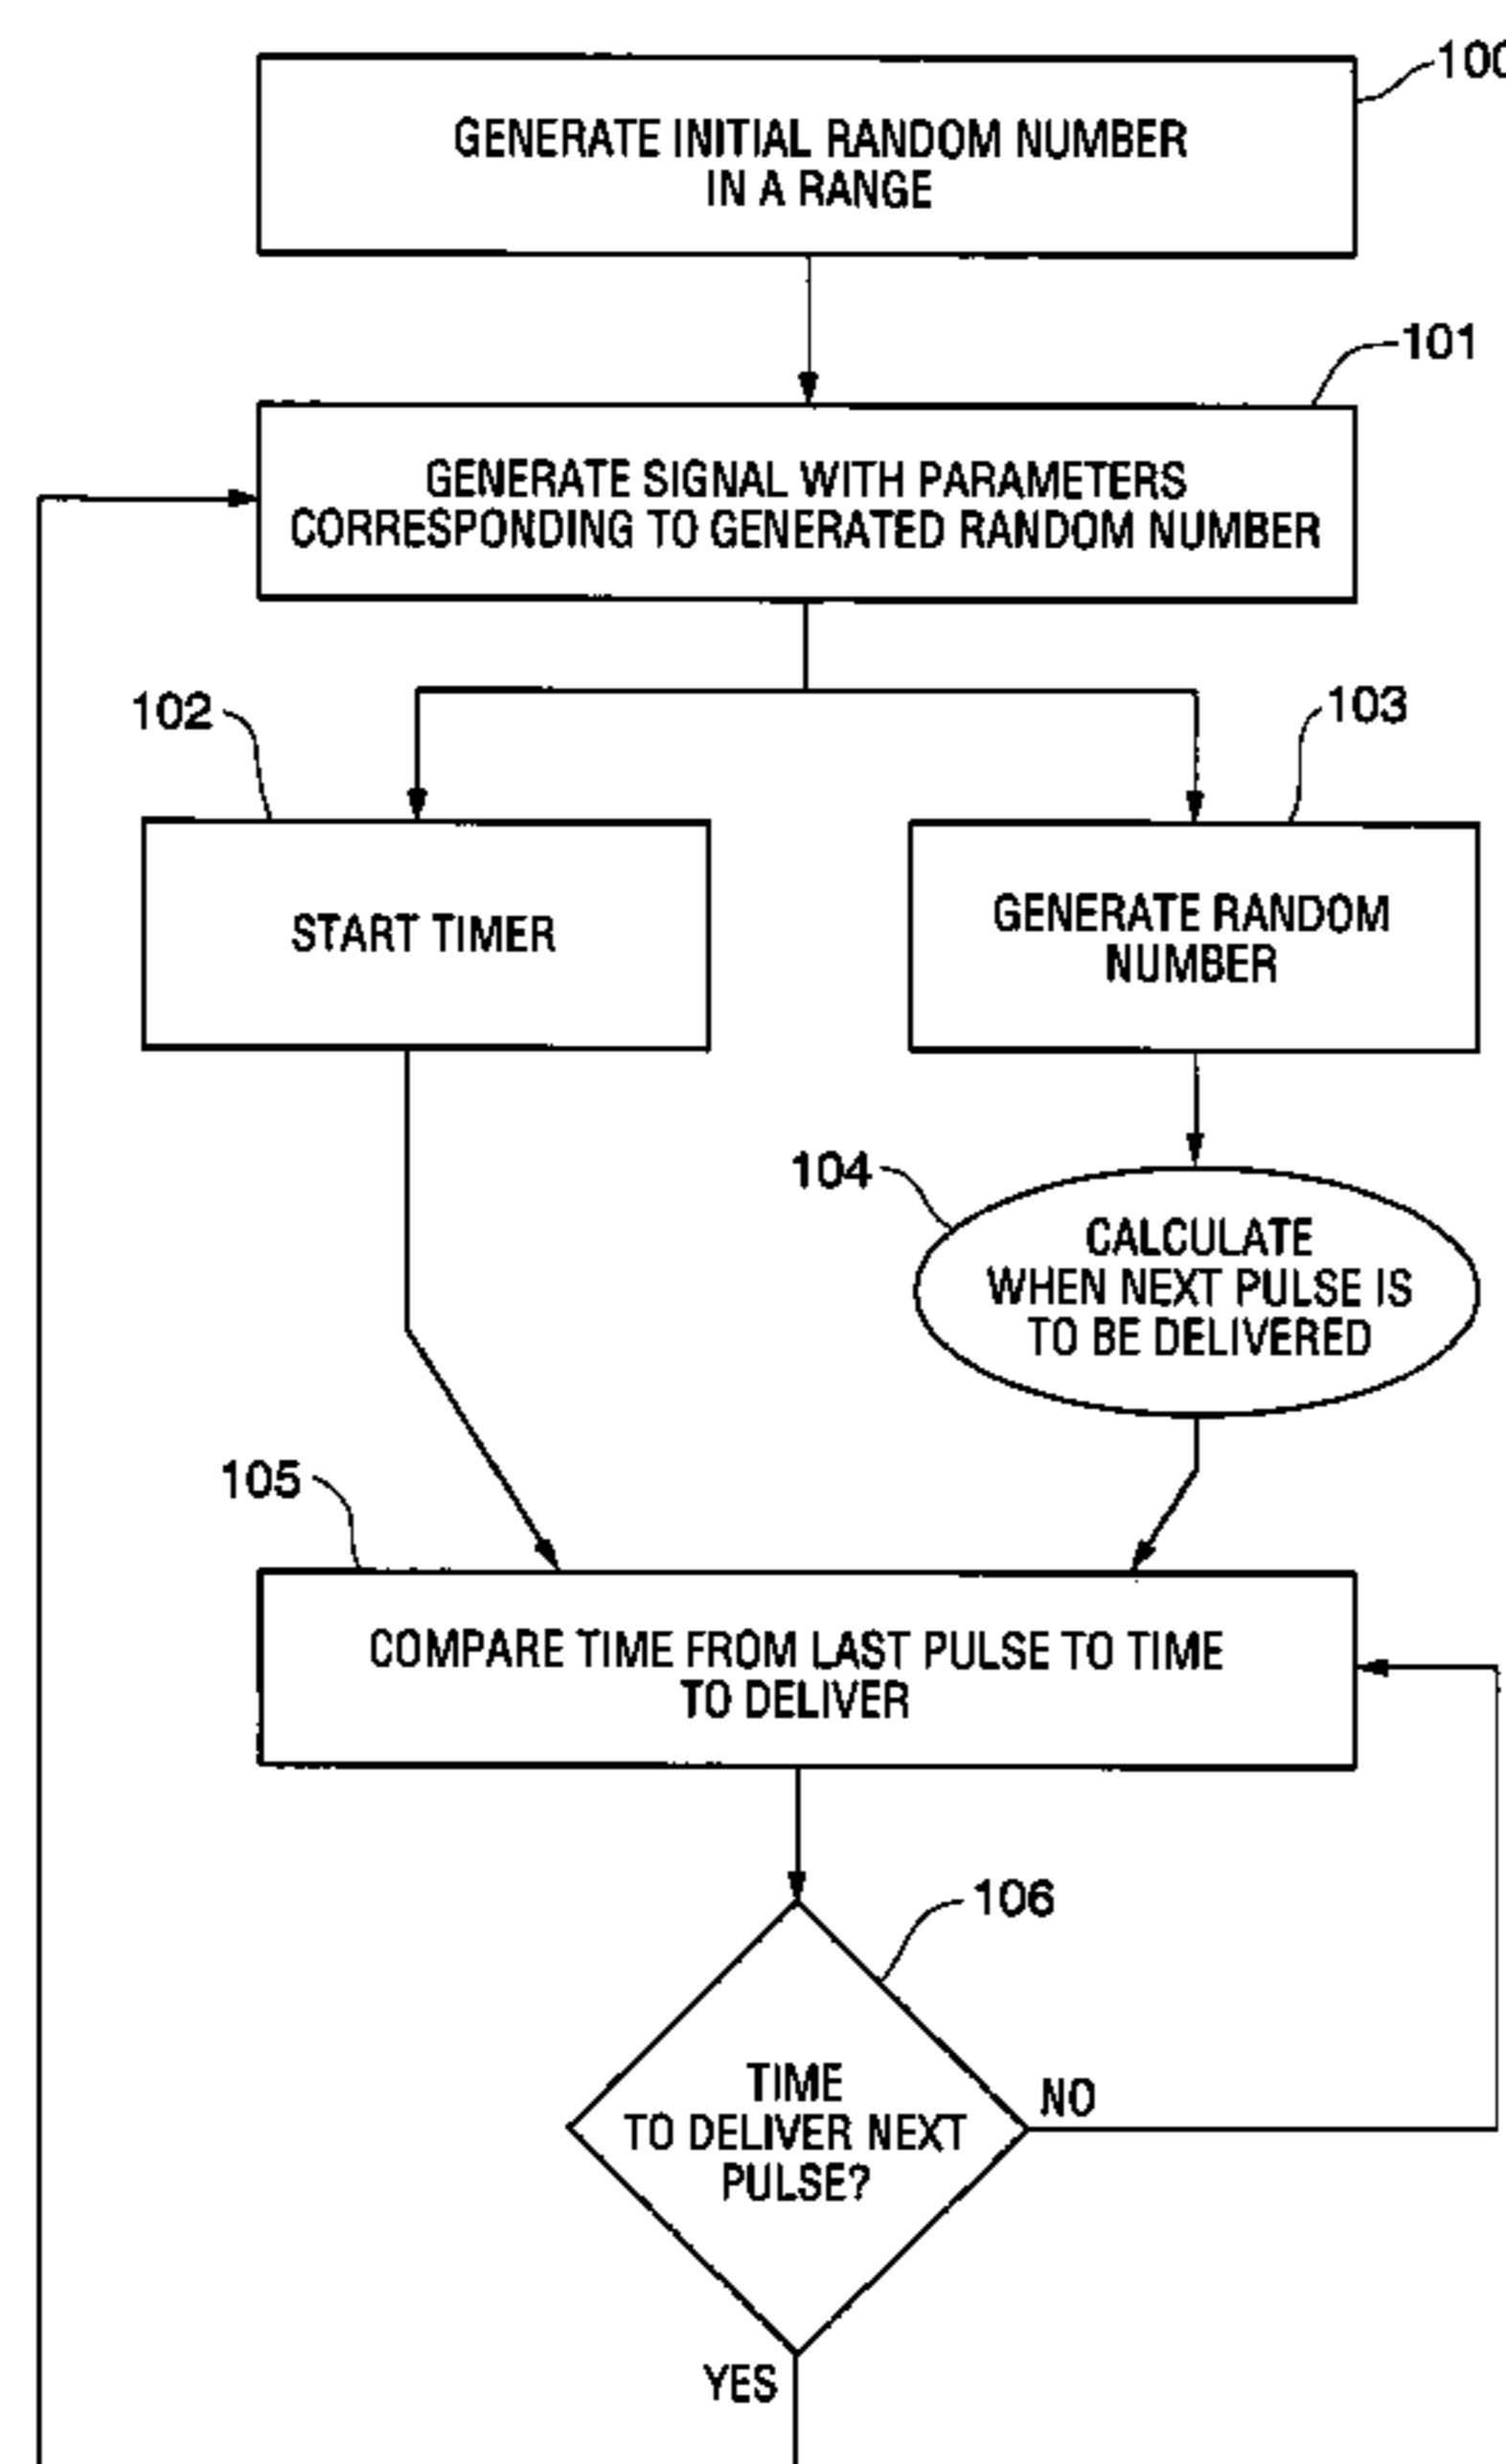 100
GENERATE INITIAL RANDOM NUMBER
IN A RANGE
101
GENERATE SIGNAL WITH PARAMETERS
CORRESPONDING TO GENERATED RANDOM NUMBER
102
103
START TIMER
GENERATE RANDOM
NUMBER
104
CALCULATE
WHEN NEXT PULSE IS
TO BE DELIVERED
105
COMPARE TIME FROM LAST PULSE TO TIME
TO DELIVER
106
TIME
TO DELIVER NEXT
PULSE?
NO
YES